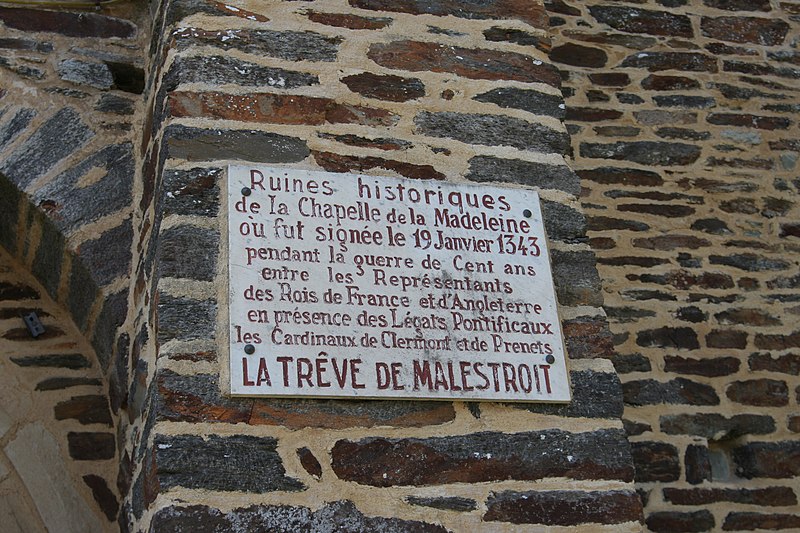 Ruines historiques
de la Chapelle de la Madeleine
ou fut signée le 19 Janvier 1343
pendant la guerre de Cent ans
entre les Représentants
des Rois de France et d'Angleterre
en présence des Légats Pontificaux
les Cardinaux de Clermont et de Prenets
LA TRÊVE DE MALESTROIT